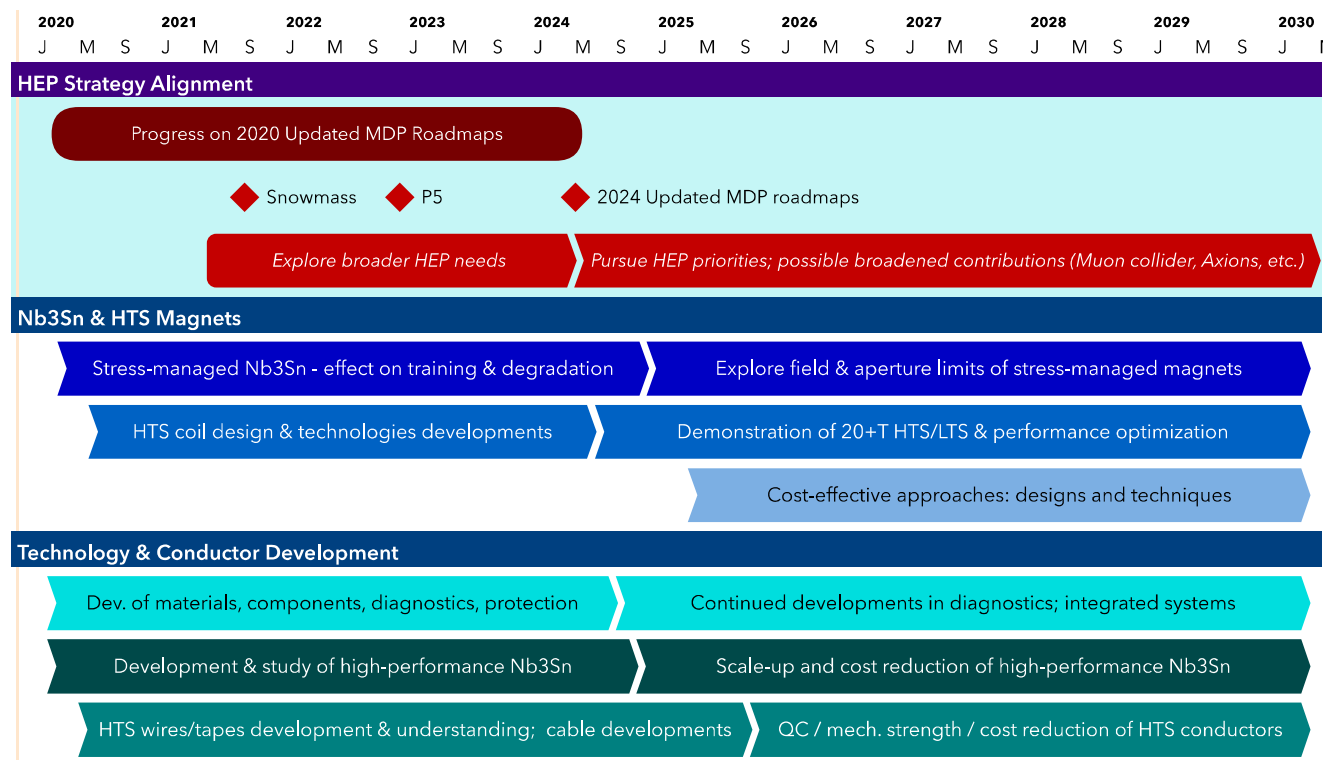 2020 2021 2022 2023 2024 2025 2026 2027 2028 2029 2030
J M S J M S J M S J M S J M S J M S J M S J M S J M S J M S J
HEP Strategy Alignment
Progress on 2020 Updated MDP Roadmaps
Snowmass P5 2024 Updated MDP roadmaps
Explore broader HEP needs Pursue HEP priorities; possible broadened contributions (Muon collider, Axions, etc.)
Nb3Sn & HTS Magnets
Stress-managed Nb3Sn - effect on training & degradation Explore field & aperture limits of stress-managed magnets
HTS coil design & technologies developments Demonstration of 20+T HTS/LTS & performance optimization
Cost-effective approaches: designs and techniques
Technology & Conductor Development
Dev. of materials, components, diagnostics, protection Continued developments in diagnostics; integrated systems
Development & study of high-performance Nb3Sn Scale-up and cost reduction of high-performance Nb3Sn
HTS wires/tapes development & understanding; cable developments QC / mech. strength / cost reduction of HTS conductors